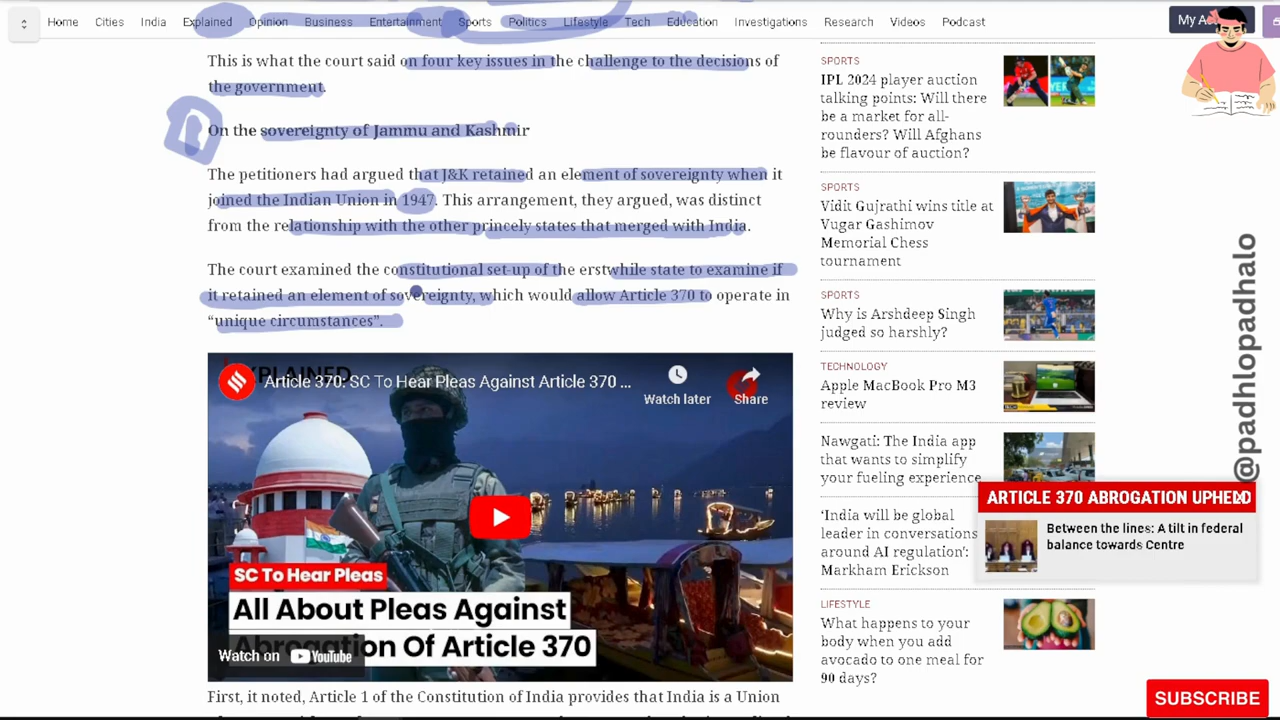 Home Cities India Explained Opinion Business Entertainment Sports Politics Lifestyle Tech Education Investigations Research Videos Podcast
This is what the court said on four key issues in the challenge to the decisions of
the government.
On the sovereignty of Jammu and Kashmir
The petitioners had argued that J&K retained an element of sovereignty when it
joined the Indian Union in 1947. This arrangement, they argued, was distinct
from the relationship with the other princely states that merged with India.
The court examined the constitutional set-up of the erstwhile state to examine if
it retained an element of sovereignty, which would allow Article 370 to operate in
“unique circumstances”.
Article 370: SC To Hear Pleas Against Article 370 ...
Watch later
Share
SC To Hear Pleas
All About Pleas Against
Abrogation Of Article 370
Watch on YouTube
First, it noted, Article 1 of the Constitution of India provides that India is a Union
SPORTS
IPL 2024 player auction
talking points: Will there
be a market for all-
rounders? Will Afghans
be flavour of auction?
SPORTS
Vidit Gujrathi wins title at
Vugar Gashimov
Memorial Chess
tournament
SPORTS
Why is Arshdeep Singh
judged so harshly?
TECHNOLOGY
Apple MacBook Pro M3
review
Nawgati: The India app
that wants to simplify
your fueling experience
‘India will be global
leader in conversations
around AI regulation’:
Markham Erickson
LIFESTYLE
What happens to your
body when you add
avocado to one meal for
90 days?
ARTICLE 370 ABROGATION UPHELD
Between the lines: A tilt in federal
balance towards Centre
@padhlopadhalo
SUBSCRIBE